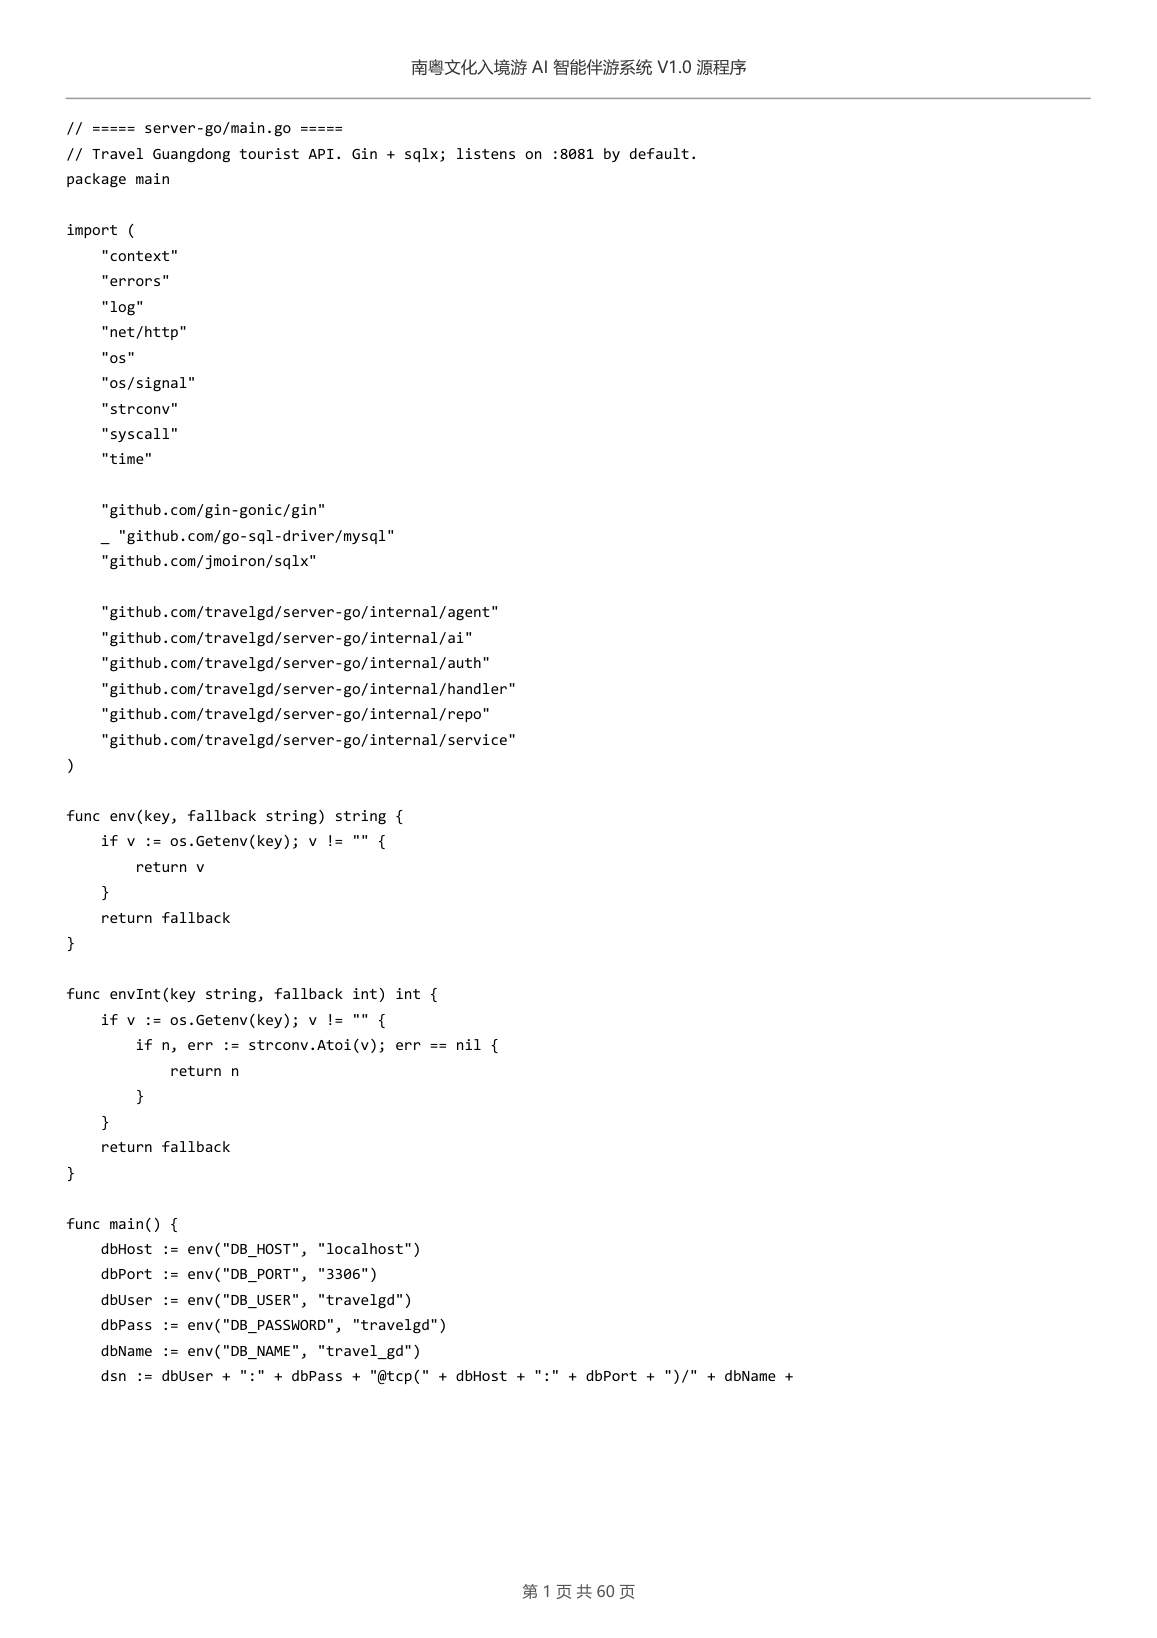 南粤文化入境游 AI 智能伴游系统 V1.0 源程序
// ===== server-go/main.go =====
// Travel Guangdong tourist API. Gin + sqlx; listens on :8081 by default.
package main

import (
    "context"
    "errors"
    "log"
    "net/http"
    "os"
    "os/signal"
    "strconv"
    "syscall"
    "time"

    "github.com/gin-gonic/gin"
    _ "github.com/go-sql-driver/mysql"
    "github.com/jmoiron/sqlx"

    "github.com/travelgd/server-go/internal/agent"
    "github.com/travelgd/server-go/internal/ai"
    "github.com/travelgd/server-go/internal/auth"
    "github.com/travelgd/server-go/internal/handler"
    "github.com/travelgd/server-go/internal/repo"
    "github.com/travelgd/server-go/internal/service"
)

func env(key, fallback string) string {
    if v := os.Getenv(key); v != "" {
        return v
    }
    return fallback
}

func envInt(key string, fallback int) int {
    if v := os.Getenv(key); v != "" {
        if n, err := strconv.Atoi(v); err == nil {
            return n
        }
    }
    return fallback
}

func main() {
    dbHost := env("DB_HOST", "localhost")
    dbPort := env("DB_PORT", "3306")
    dbUser := env("DB_USER", "travelgd")
    dbPass := env("DB_PASSWORD", "travelgd")
    dbName := env("DB_NAME", "travel_gd")
    dsn := dbUser + ":" + dbPass + "@tcp(" + dbHost + ":" + dbPort + ")/" + dbName +
第 1 页 共 60 页